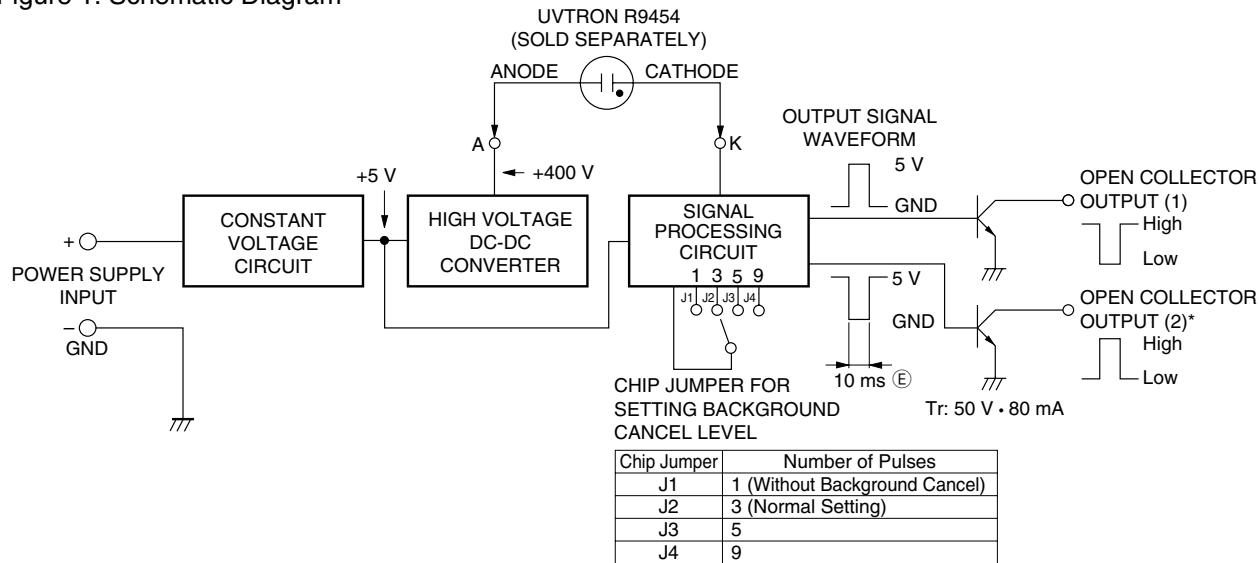 Figure 1: Schematic Diagram
UVTRON R9454
(SOLD SEPARATELY)
ANODE
CATHODE
A
K
+5 V
+400 V
OUTPUT SIGNAL
WAVEFORM
5 V
GND
CONSTANT
VOLTAGE
CIRCUIT
HIGH VOLTAGE
DC-DC
CONVERTER
SIGNAL
PROCESSING
CIRCUIT
1 3 5 9
J1 J2 J3 J4
+
POWER SUPPLY
INPUT
−
GND
OPEN COLLECTOR
OUTPUT (1)
High
Low
5 V
GND
10 ms Ⓔ
OPEN COLLECTOR
OUTPUT (2)*
High
Low
Tr: 50 V • 80 mA
CHIP JUMPER FOR
SETTING BACKGROUND
CANCEL LEVEL
Chip Jumper Number of Pulses
J1 1 (Without Background Cancel)
J2 3 (Normal Setting)
J3 5
J4 9